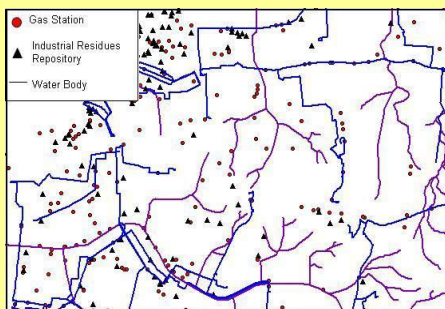 Gas Station
Industrial Residues
Repository
Water Body